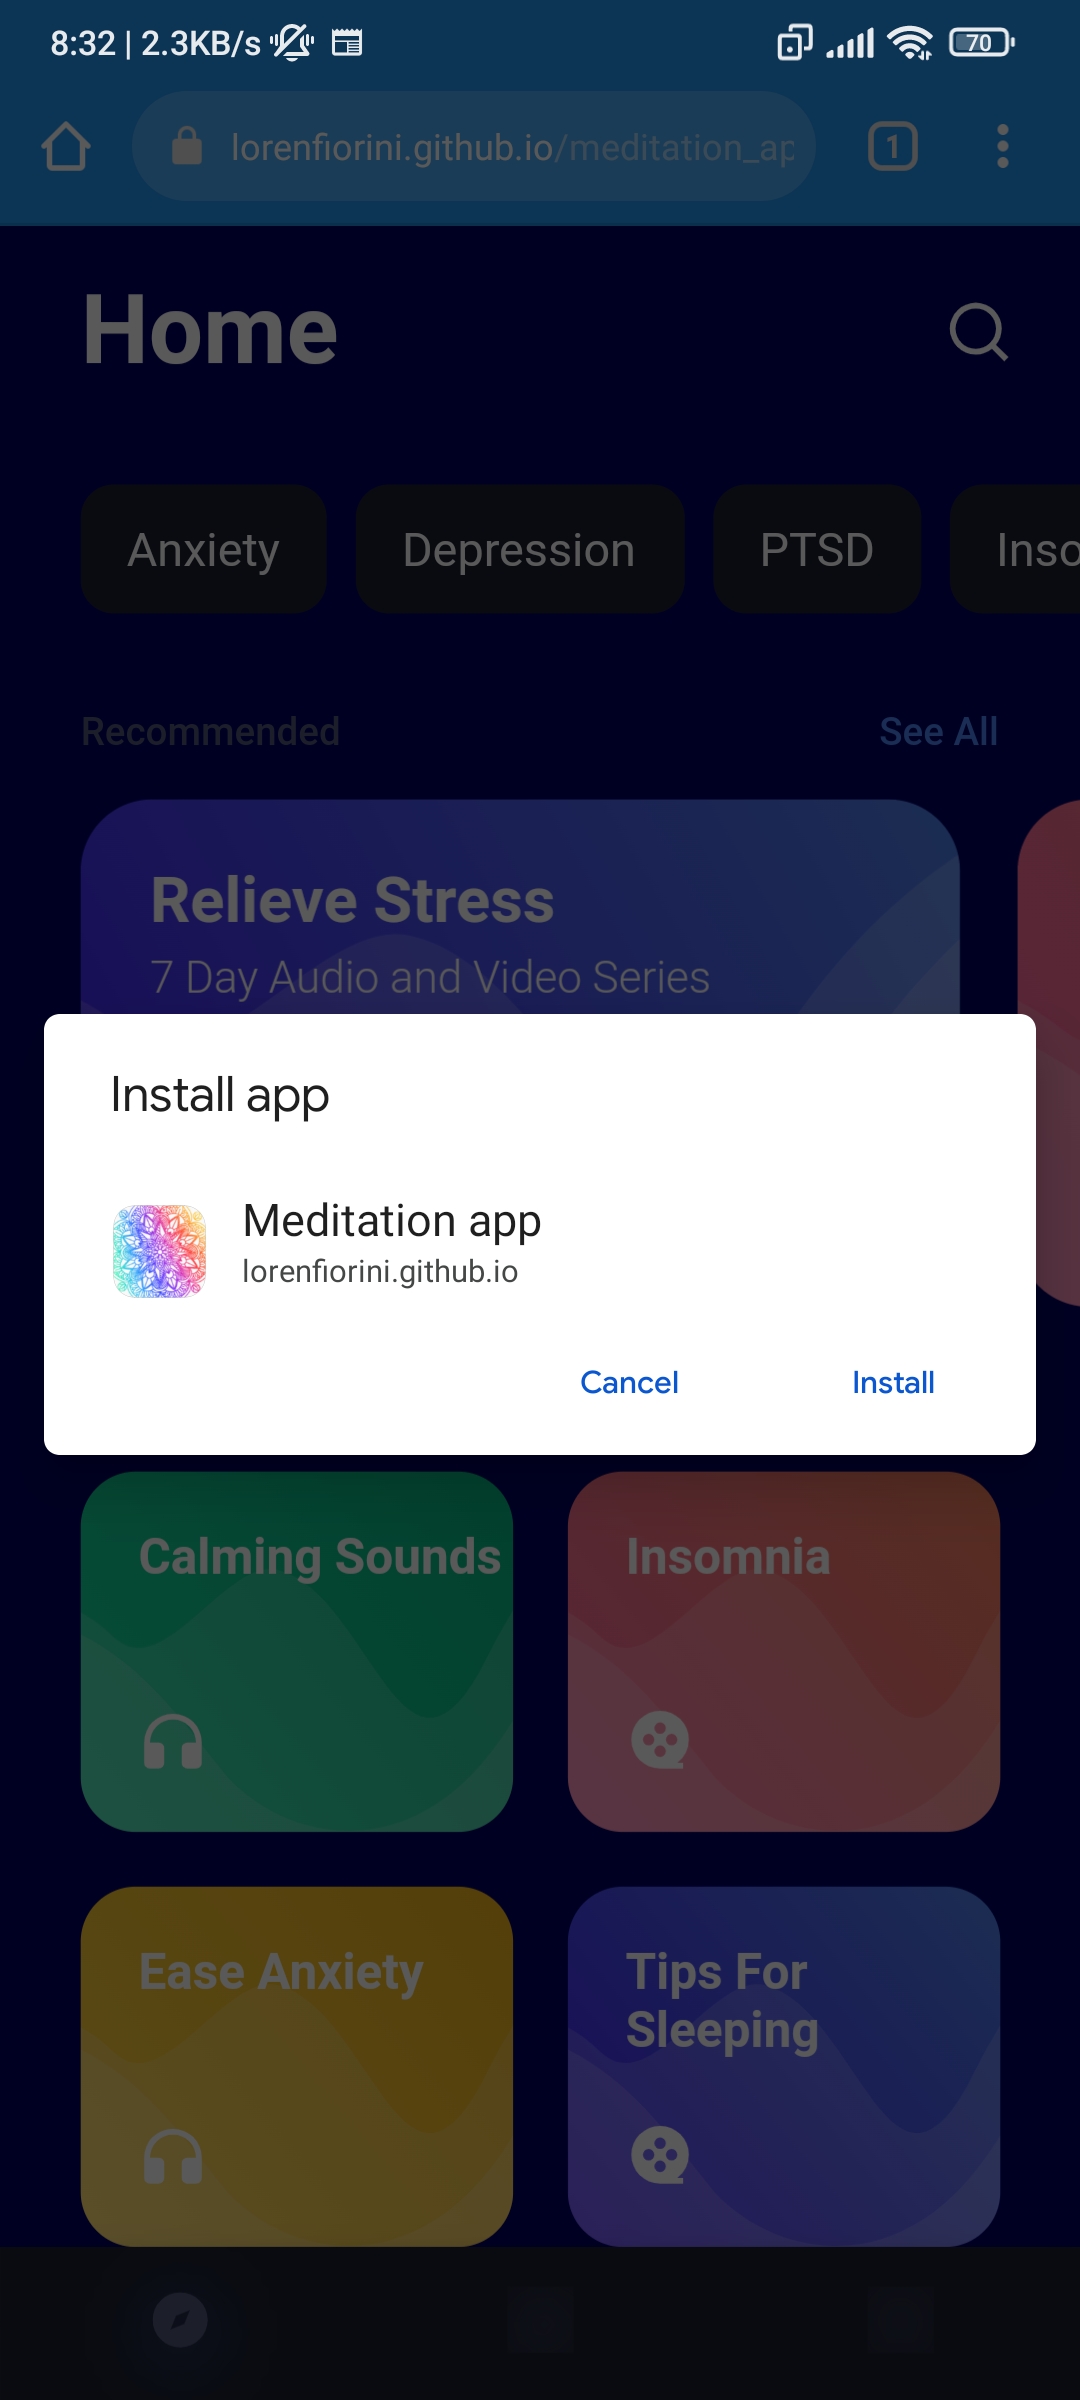 8:32 | 2.3KB/s
70
lorenfiorini.github.io/meditation_ap
1
Home
Anxiety
Depression
PTSD
Inso
Recommended
See All
Relieve Stress
7 Day Audio and Video Series
Install app
Meditation app
lorenfiorini.github.io
Cancel
Install
Calming Sounds
Insomnia
Ease Anxiety
Tips For
Sleeping